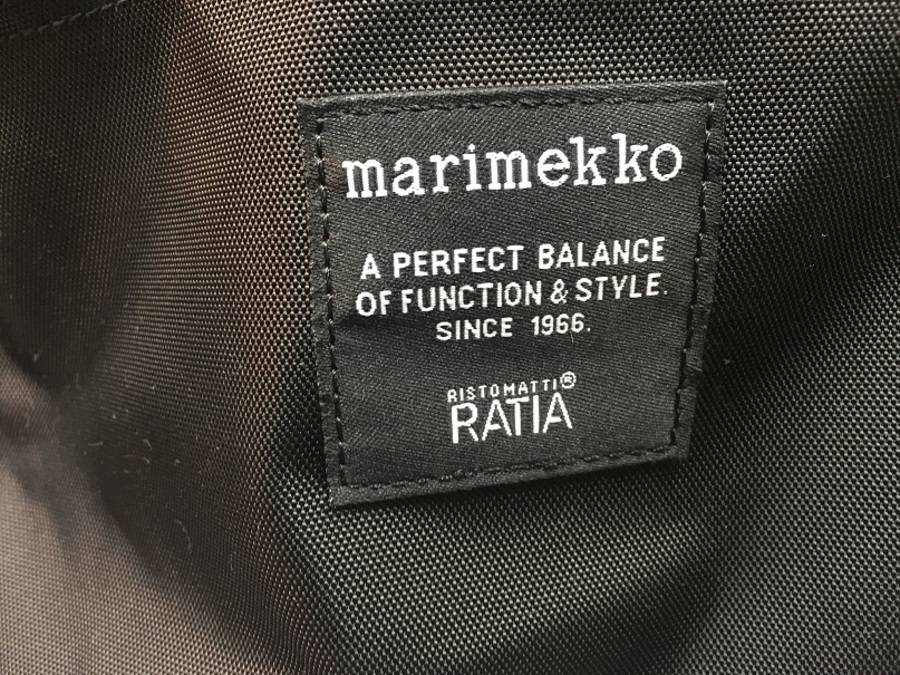 marimekko
A PERFECT BALANCE
OF FUNCTION & STYLE.
SINCE 1966.
RISTOMATTI®
RATIA